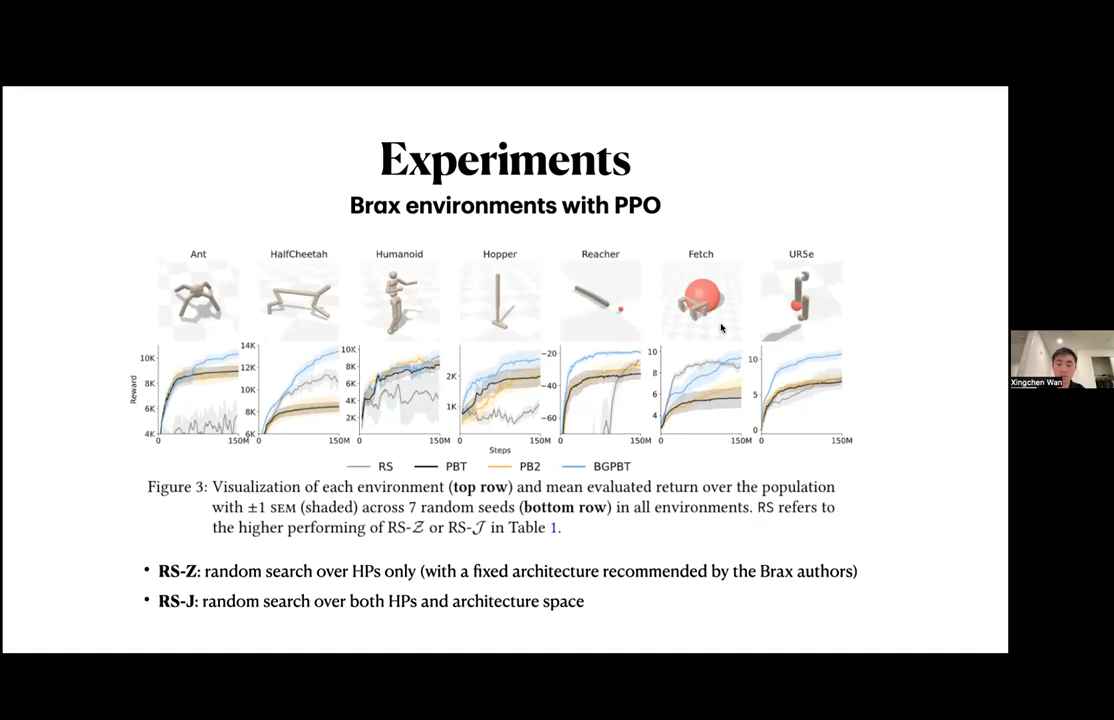 Experiments
Brax environments with PPO
Ant HalfCheetah Humanoid Hopper Reacher Fetch UR5e
Reward
10K
8K
6K
4K
0 150M
14K
12K
10K
8K
6K
0 150M
10K
8K
6K
4K
2K
0 150M
2K
1K
0 150M
−20
−40
−60
0 150M
10
8
6
4
0 150M
10
5
0
0 150M
Steps
RS PBT PB2 BGPBT
Figure 3: Visualization of each environment (top row) and mean evaluated return over the population
with ±1 SEM (shaded) across 7 random seeds (bottom row) in all environments. RS refers to
the higher performing of RS-𝒵 or RS-𝒥 in Table 1.
• RS-Z: random search over HPs only (with a fixed architecture recommended by the Brax authors)
• RS-J: random search over both HPs and architecture space
Xingchen Wan